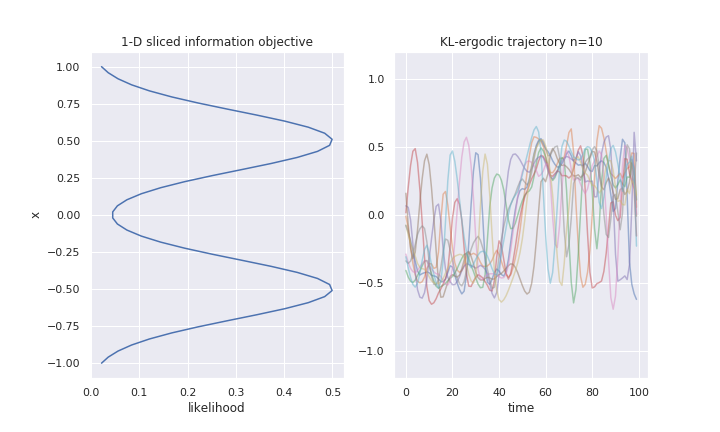 1-D sliced information objective
1.00
0.75
0.50
0.25
0.00
−0.25
−0.50
−0.75
−1.00
x
0.0 0.1 0.2 0.3 0.4 0.5
likelihood
KL-ergodic trajectory n=10
1.0
0.5
0.0
−0.5
−1.0
0 20 40 60 80 100
time